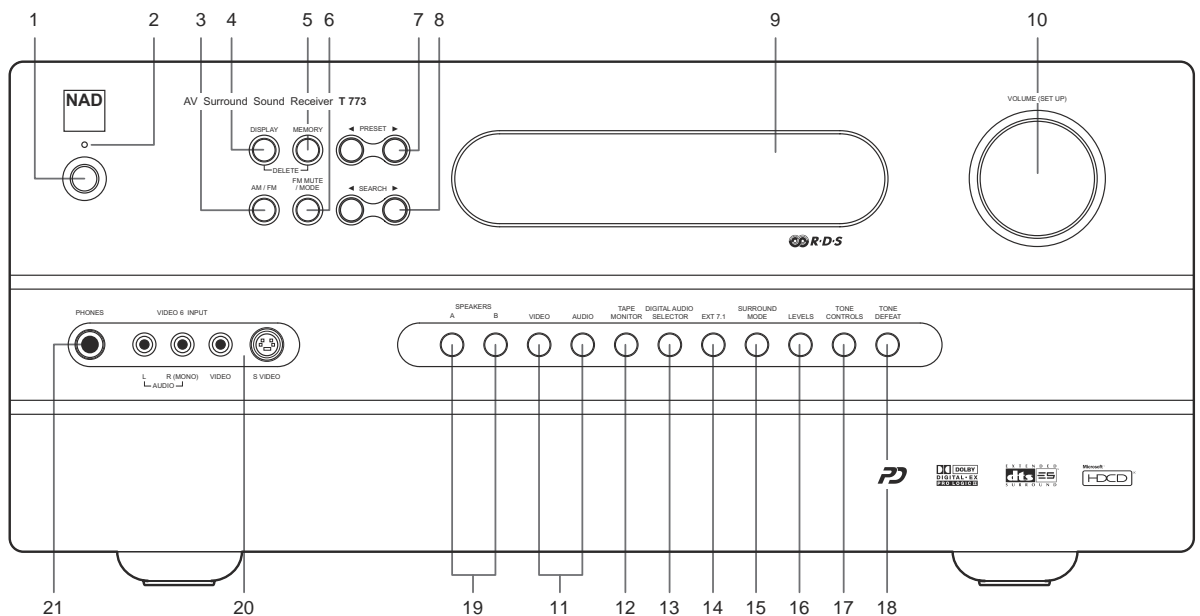 1 2 3 4 5 6 7 8 9 10
NAD
AV Surround Sound Receiver T 773
VOLUME (SET UP)
DISPLAY MEMORY ◄ PRESET ►
DELETE
AM / FM FM MUTE / MODE ◄ SEARCH ►
R·D·S
PHONES VIDEO 6 INPUT
L R (MONO) VIDEO S VIDEO
AUDIO
SPEAKERS
A B VIDEO AUDIO TAPE MONITOR DIGITAL AUDIO SELECTOR EXT 7.1 SURROUND MODE LEVELS TONE CONTROLS TONE DEFEAT
PD
DOLBY
DIGITAL·EX
PRO LOGIC II
EXTENDED
dts ES
SURROUND
Microsoft
HDCD
21 20 19 11 12 13 14 15 16 17 18